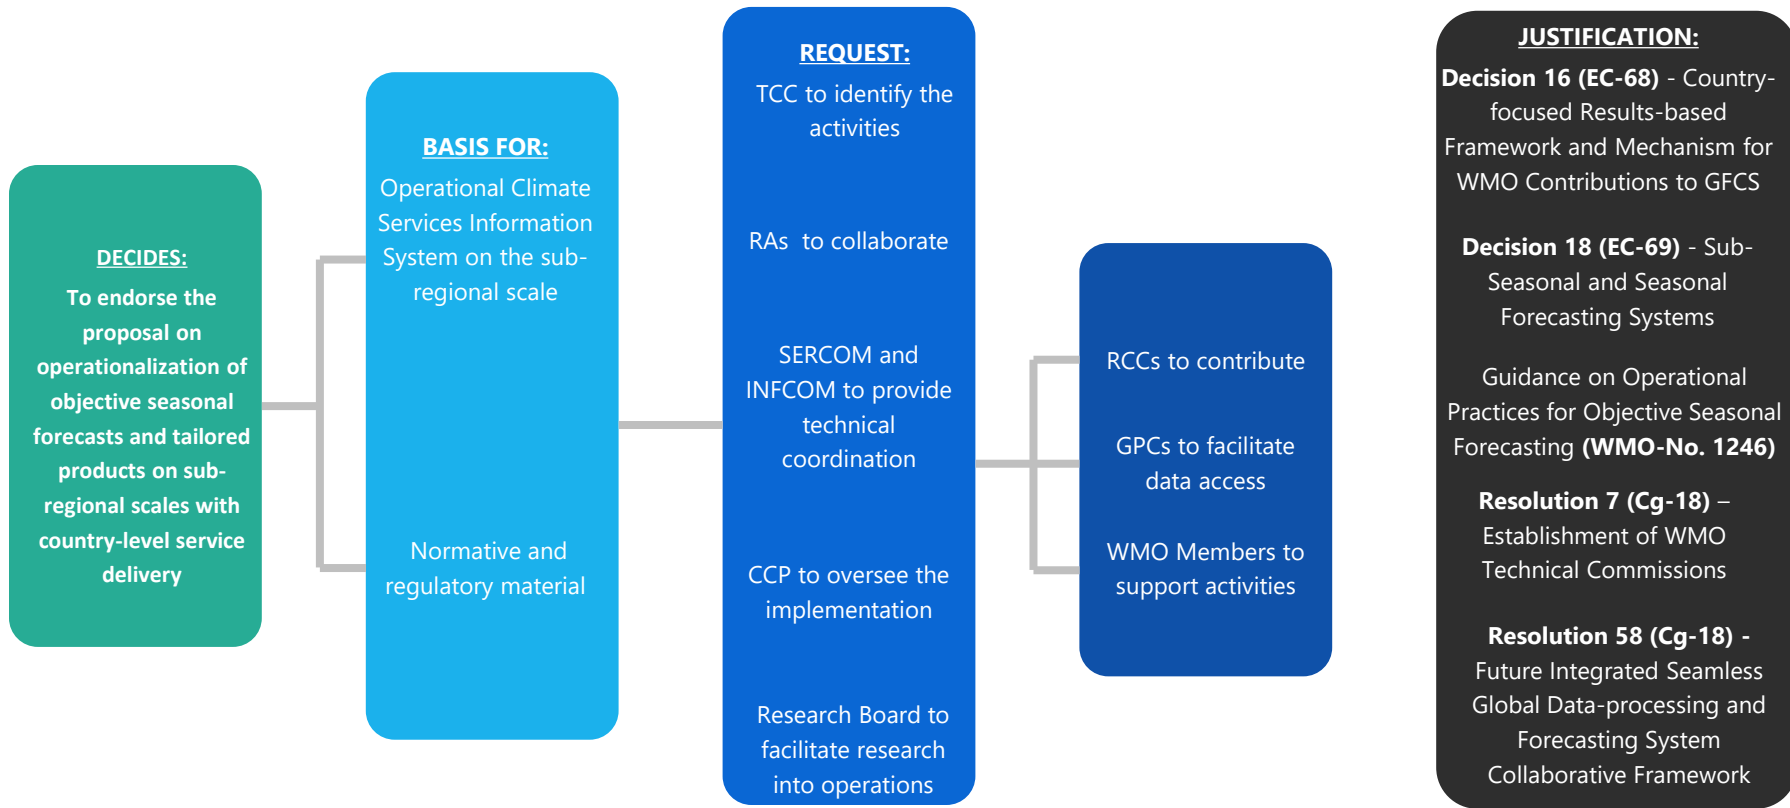 DECIDES:
To endorse the
proposal on
operationalization of
objective seasonal
forecasts and tailored
products on sub-
regional scales with
country-level service
delivery
BASIS FOR:
Operational Climate
Services Information
System on the sub-
regional scale
Normative and
regulatory material
REQUEST:
TCC to identify the
activities
RAs to collaborate
SERCOM and
INFCOM to provide
technical
coordination
CCP to oversee the
implementation
Research Board to
facilitate research
into operations
RCCs to contribute
GPCs to facilitate
data access
WMO Members to
support activities
JUSTIFICATION:
Decision 16 (EC-68) - Country-
focused Results-based
Framework and Mechanism for
WMO Contributions to GFCS
Decision 18 (EC-69) - Sub-
Seasonal and Seasonal
Forecasting Systems
Guidance on Operational
Practices for Objective Seasonal
Forecasting (WMO-No. 1246)
Resolution 7 (Cg-18) –
Establishment of WMO
Technical Commissions
Resolution 58 (Cg-18) -
Future Integrated Seamless
Global Data-processing and
Forecasting System
Collaborative Framework